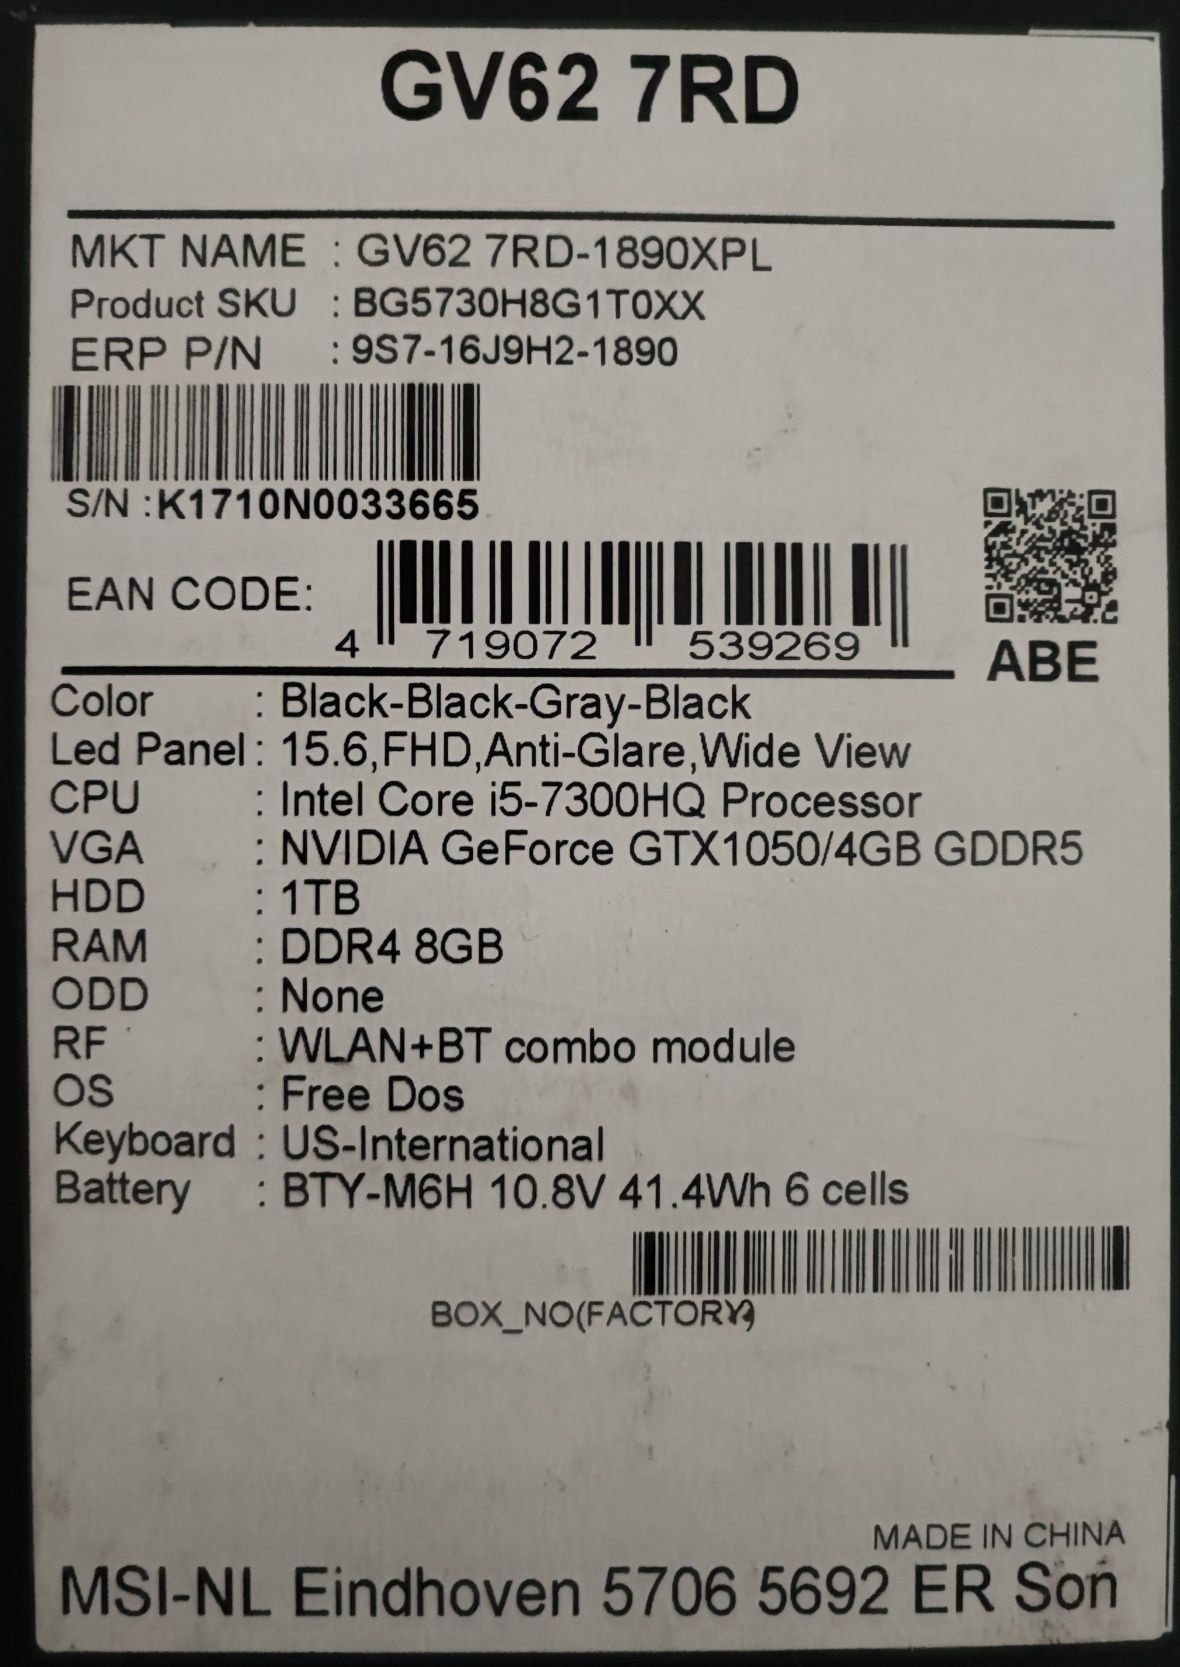 GV62 7RD
MKT NAME : GV62 7RD-1890XPL
Product SKU : BG5730H8G1T0XX
ERP P/N : 9S7-16J9H2-1890
S/N :K1710N0033665
EAN CODE:
4 719072 539269
ABE
Color : Black-Black-Gray-Black
Led Panel : 15.6,FHD,Anti-Glare,Wide View
CPU : Intel Core i5-7300HQ Processor
VGA : NVIDIA GeForce GTX1050/4GB GDDR5
HDD : 1TB
RAM : DDR4 8GB
ODD : None
RF : WLAN+BT combo module
OS : Free Dos
Keyboard : US-International
Battery : BTY-M6H 10.8V 41.4Wh 6 cells
BOX_NO(FACTORY)
MADE IN CHINA
MSI-NL Eindhoven 5706 5692 ER Son